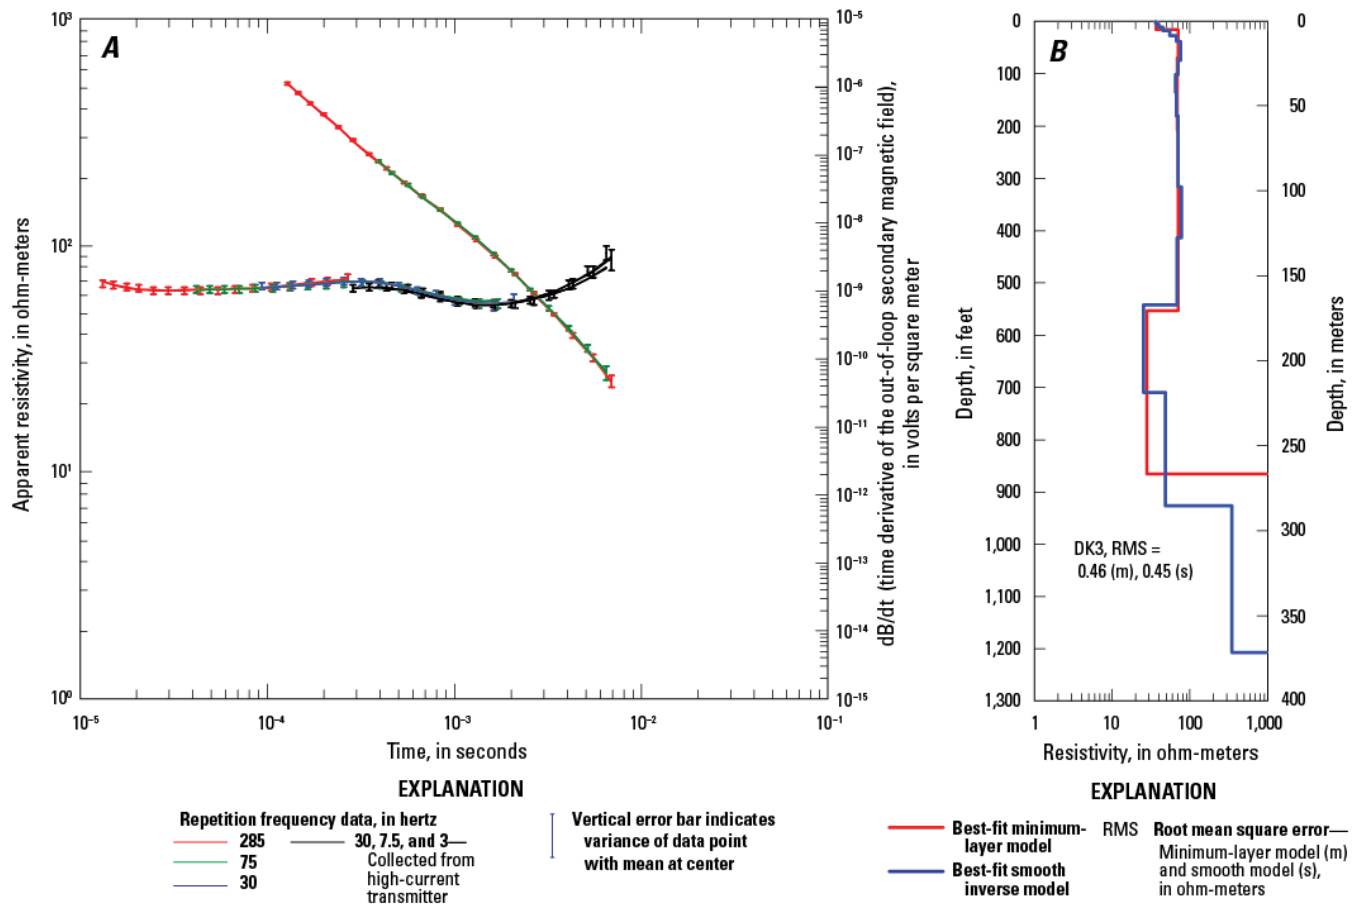 A
10³
10²
10¹
10⁰
Apparent resistivity, in ohm-meters
10⁻⁵
10⁻⁴
10⁻³
10⁻²
10⁻¹
Time, in seconds
10⁻⁵
10⁻⁶
10⁻⁷
10⁻⁸
10⁻⁹
10⁻¹⁰
10⁻¹¹
10⁻¹²
10⁻¹³
10⁻¹⁴
10⁻¹⁵
dB/dt (time derivative of the out-of-loop secondary magnetic field),
in volts per square meter
EXPLANATION
Repetition frequency data, in hertz
285
75
30
30, 7.5, and 3—
Collected from
high-current
transmitter
Vertical error bar indicates
variance of data point
with mean at center
B
0
100
200
300
400
500
600
700
800
900
1,000
1,100
1,200
1,300
Depth, in feet
0
50
100
150
200
250
300
350
400
Depth, in meters
DK3, RMS =
0.46 (m), 0.45 (s)
1
10
100
1,000
Resistivity, in ohm-meters
EXPLANATION
Best-fit minimum-
layer model
Best-fit smooth
inverse model
RMS
Root mean square error—
Minimum-layer model (m)
and smooth model (s),
in ohm-meters